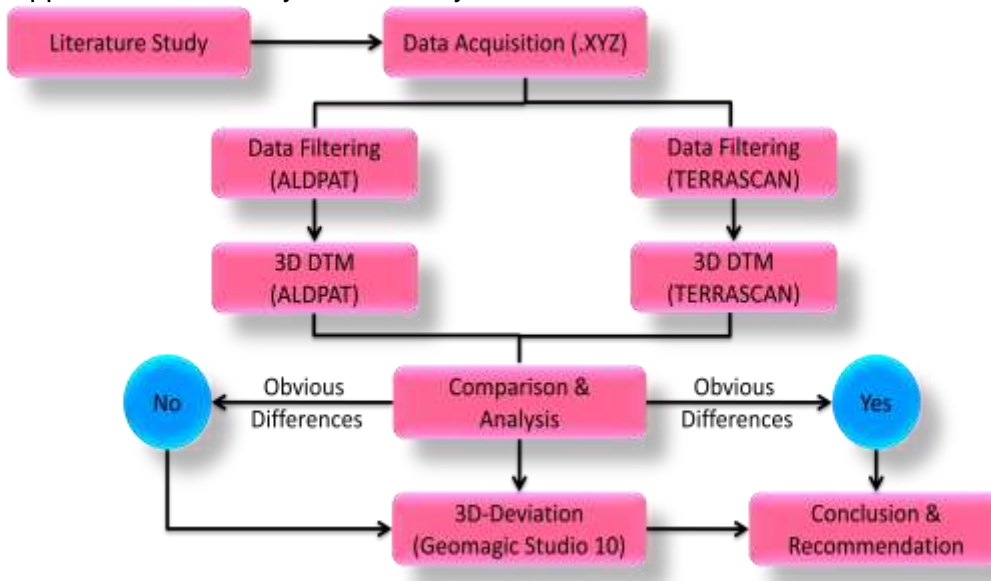 Literature Study
Data Acquisition (.XYZ)
Data Filtering
(ALDPAT)
Data Filtering
(TERRASCAN)
3D DTM
(ALDPAT)
3D DTM
(TERRASCAN)
No
Obvious
Differences
Comparison &
Analysis
Obvious
Differences
Yes
3D-Deviation
(Geomagic Studio 10)
Conclusion &
Recommendation